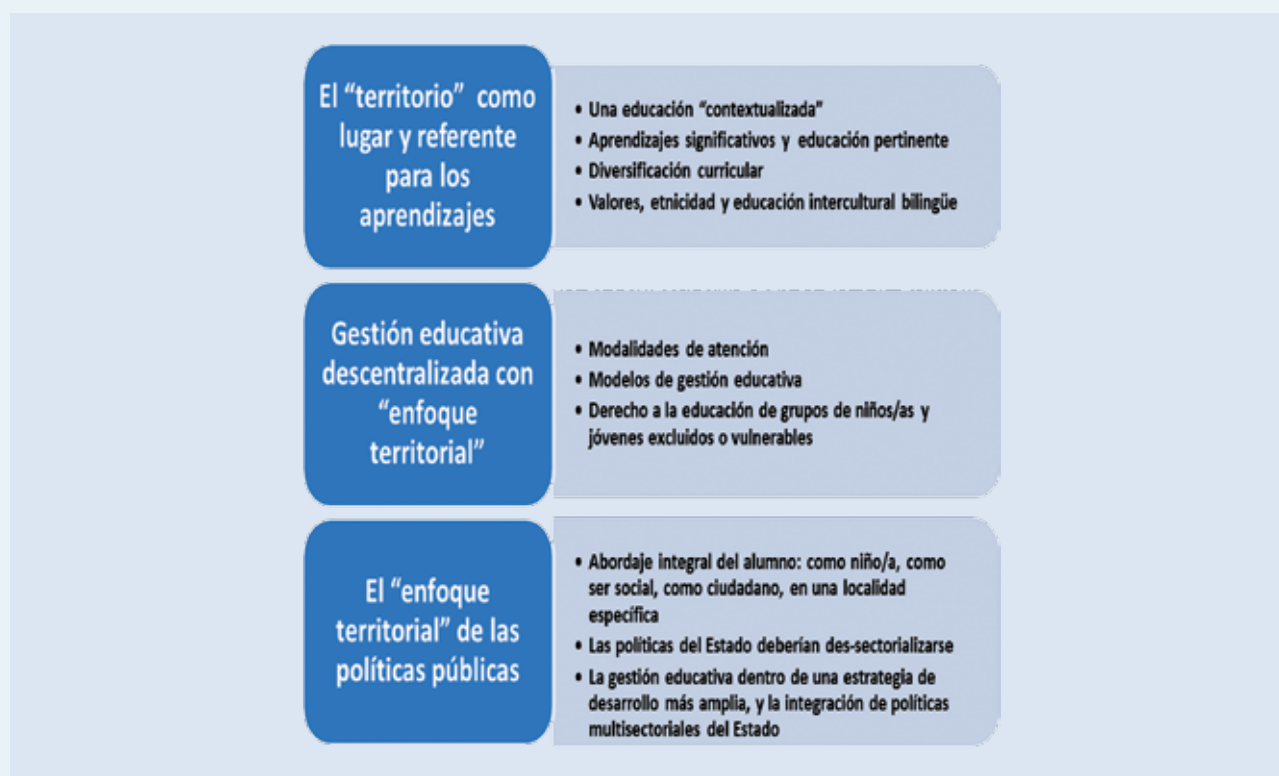 El “territorio” como
lugar y referente
para los
aprendizajes
• Una educación “contextualizada”
• Aprendizajes significativos y educación pertinente
• Diversificación curricular
• Valores, etnicidad y educación intercultural bilingüe
Gestión educativa
descentralizada con
“enfoque
territorial”
• Modalidades de atención
• Modelos de gestión educativa
• Derecho a la educación de grupos de niños/as y
jóvenes excluidos o vulnerables
El “enfoque
territorial” de las
políticas públicas
• Abordaje integral del alumno: como niño/a, como
ser social, como ciudadano, en una localidad
específica
• Las políticas del Estado deberían des-sectorializarse
• La gestión educativa dentro de una estrategia de
desarrollo más amplia, y la integración de políticas
multisectoriales del Estado